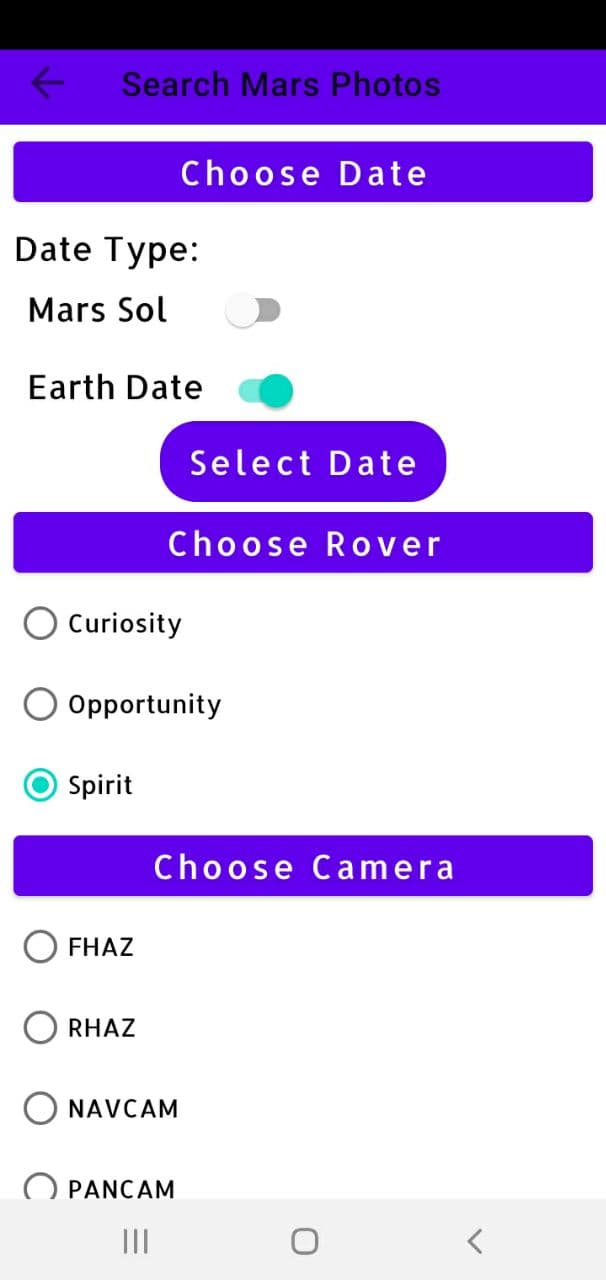 Search Mars Photos
Choose Date
Date Type:
Mars Sol
Earth Date
Select Date
Choose Rover
Curiosity
Opportunity
Spirit
Choose Camera
FHAZ
RHAZ
NAVCAM
PANCAM